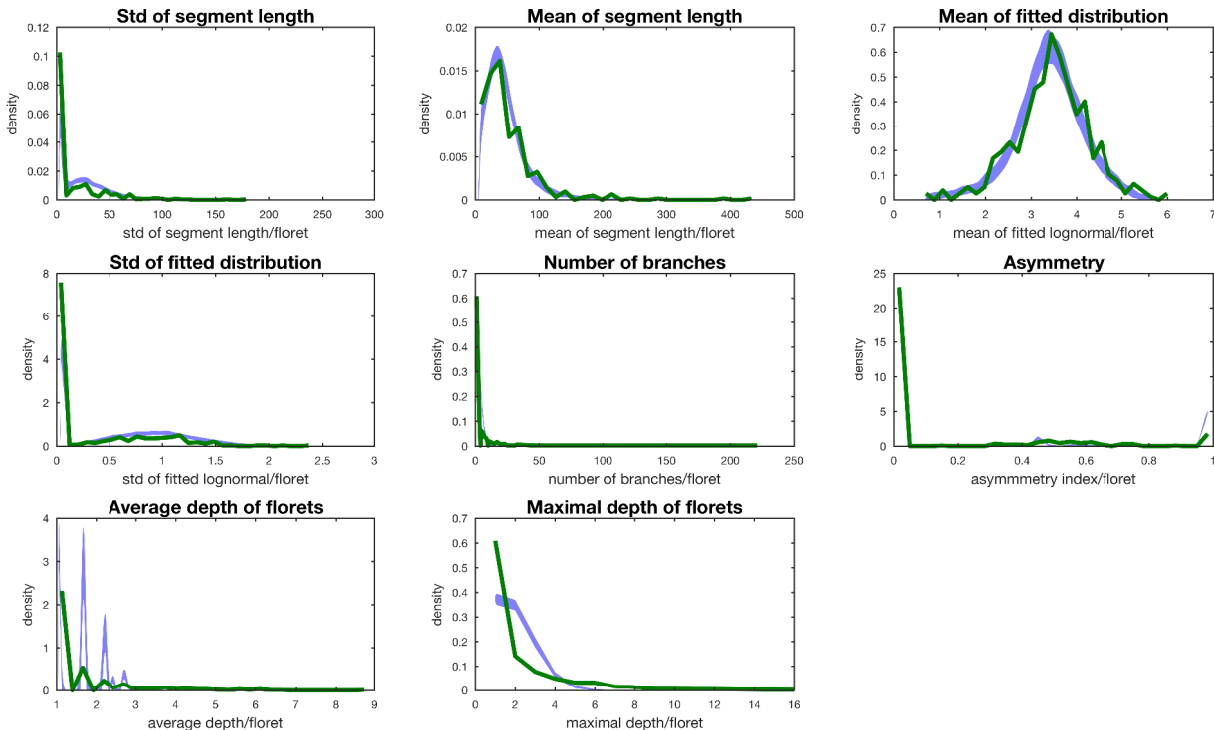 Std of segment length
Mean of segment length
Mean of fitted distribution
0.12
0.1
0.08
0.06
0.04
0.02
0
density
0 50 100 150 200 250 300
std of segment length/floret
0.02
0.015
0.01
0.005
0
density
0 100 200 300 400 500
mean of segment length/floret
0.7
0.6
0.5
0.4
0.3
0.2
0.1
0
density
0 1 2 3 4 5 6 7
mean of fitted lognormal/floret
Std of fitted distribution
Number of branches
Asymmetry
8
6
4
2
0
density
0 0.5 1 1.5 2 2.5 3
std of fitted lognormal/floret
0.7
0.6
0.5
0.4
0.3
0.2
0.1
0
density
0 50 100 150 200 250
number of branches/floret
25
20
15
10
5
0
density
0 0.2 0.4 0.6 0.8 1
asymmmetry index/floret
Average depth of florets
Maximal depth of florets
4
3
2
1
0
density
1 2 3 4 5 6 7 8 9
average depth/floret
0.7
0.6
0.5
0.4
0.3
0.2
0.1
0
density
0 2 4 6 8 10 12 14 16
maximal depth/floret